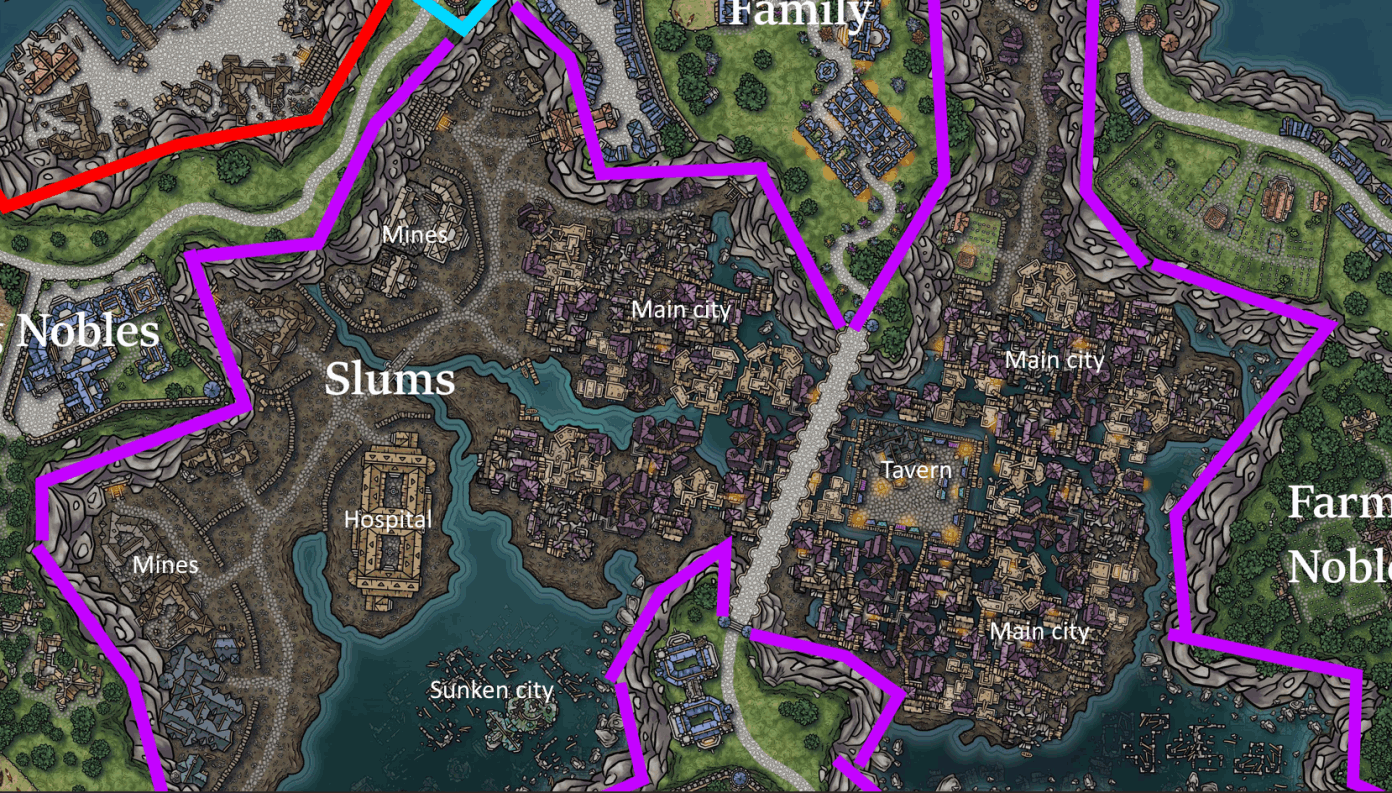 Family
Mines
Main city
Nobles
Slums
Main city
Tavern
Hospital
Farm
Mines
Noble
Main city
Sunken city